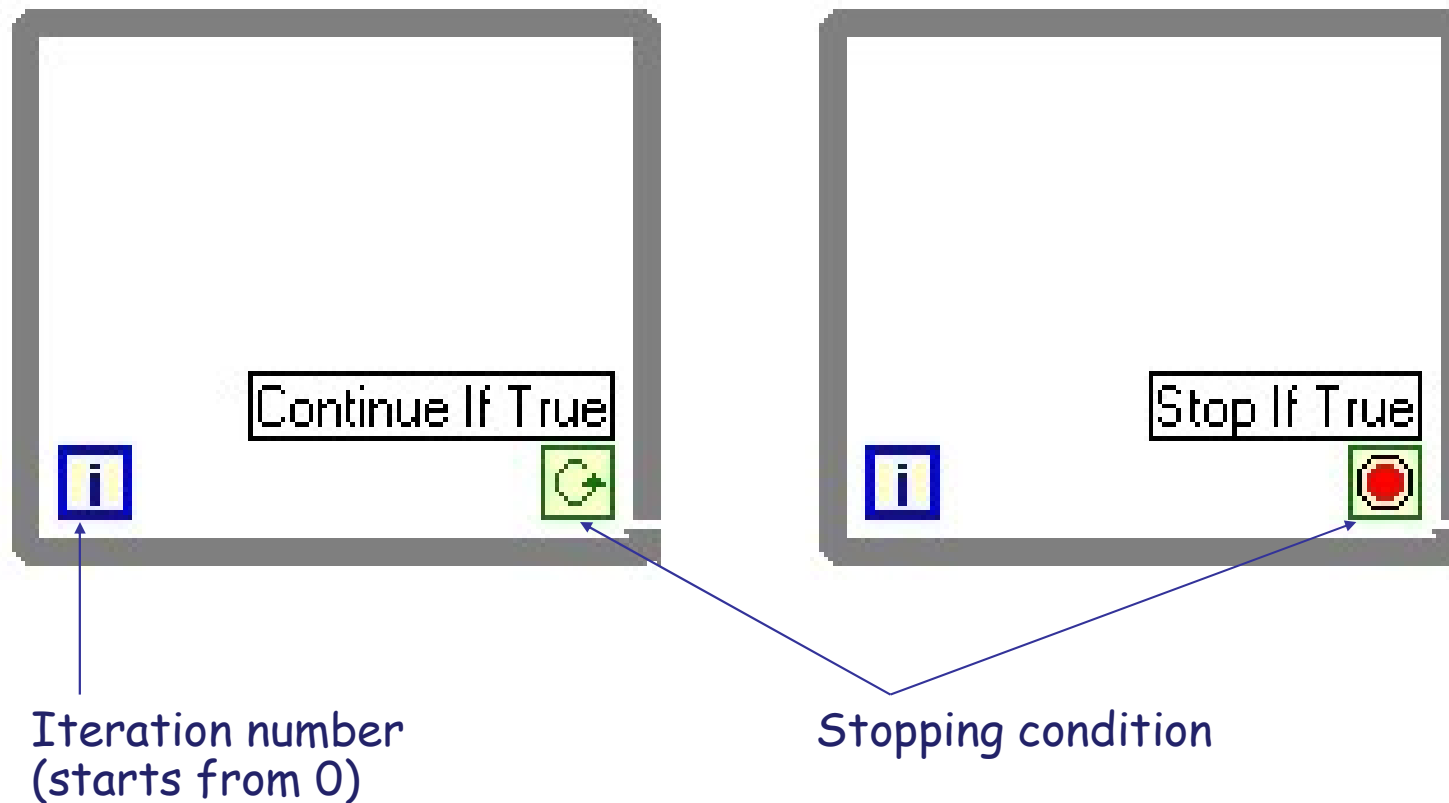 Continue If True
Stop If True
i
i
Iteration number
(starts from 0)
Stopping condition